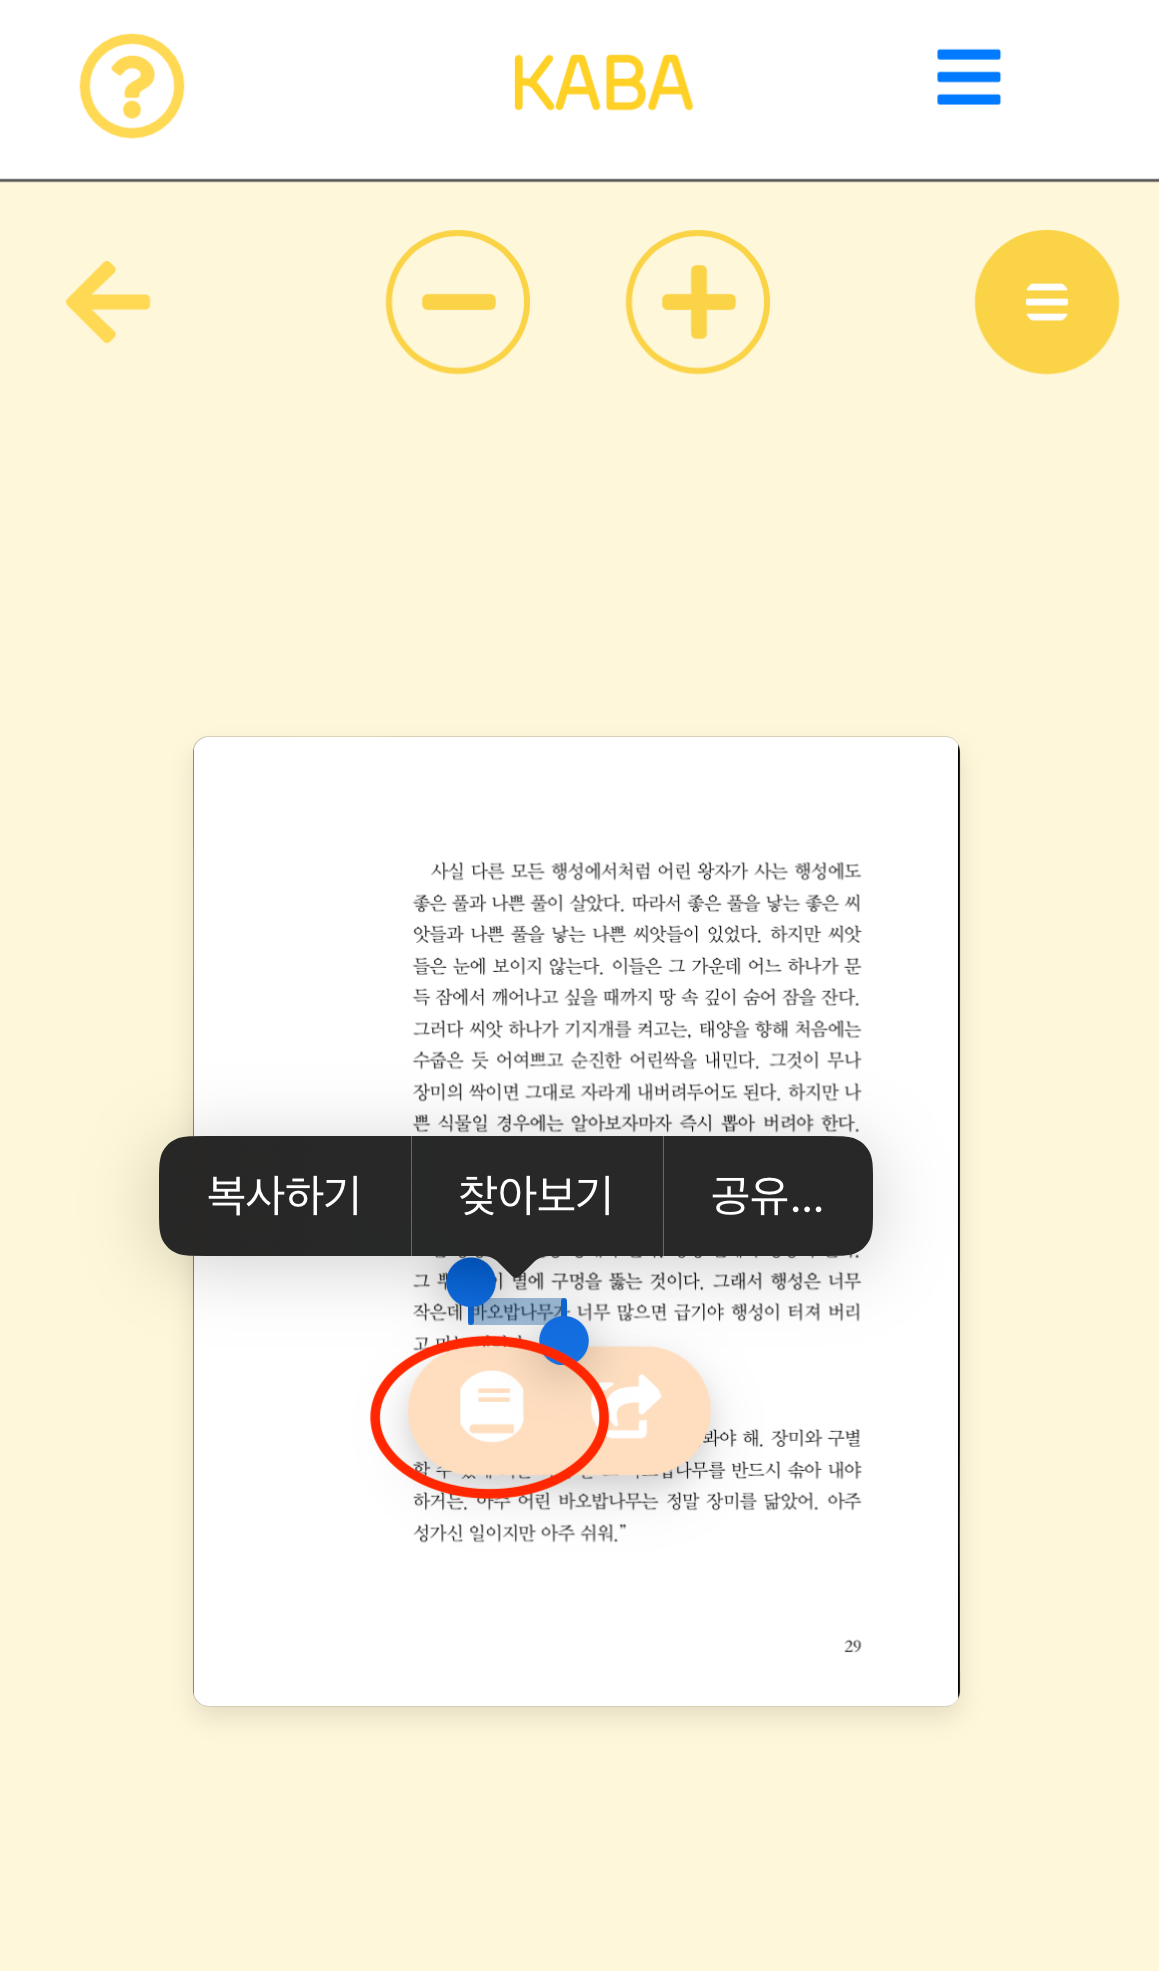 KABA
사실 다른 모든 행성에서처럼 어린 왕자가 사는 행성에도
좋은 풀과 나쁜 풀이 살았다. 따라서 좋은 풀을 낳는 좋은 씨
앗들과 나쁜 풀을 낳는 나쁜 씨앗들이 있었다. 하지만 씨앗
들은 눈에 보이지 않는다. 이들은 그 가운데 어느 하나가 문
득 잠에서 깨어나고 싶을 때까지 땅 속 깊이 숨어 잠을 잔다.
그러다 씨앗 하나가 기지개를 켜고는, 태양을 향해 처음에는
수줍은 듯 어여쁘고 순진한 어린싹을 내민다. 그것이 무나
장미의 싹이면 그대로 자라게 내버려두어도 된다. 하지만 나
쁜 식물일 경우에는 알아보자마자 즉시 뽑아 버려야 한다.
복사하기 찾아보기 공유...
그 별에 구멍을 뚫는 것이다. 그래서 행성은 너무
작은데 바오밥나무가 너무 많으면 급기야 행성이 터져 버리
고
봐야 해. 장미와 구별
할 수 반드시 솎아 내야
하거든. 아주 어린 바오밥나무는 정말 장미를 닮았어. 아주
성가신 일이지만 아주 쉬워.”
29